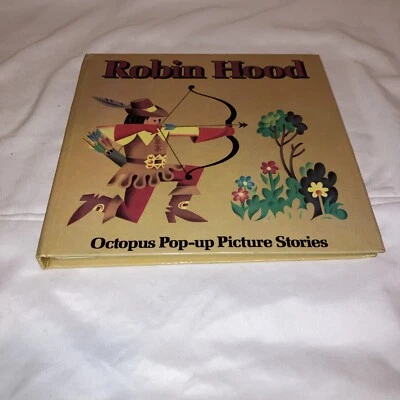 Robin Hood
Octopus Pop-up Picture Stories